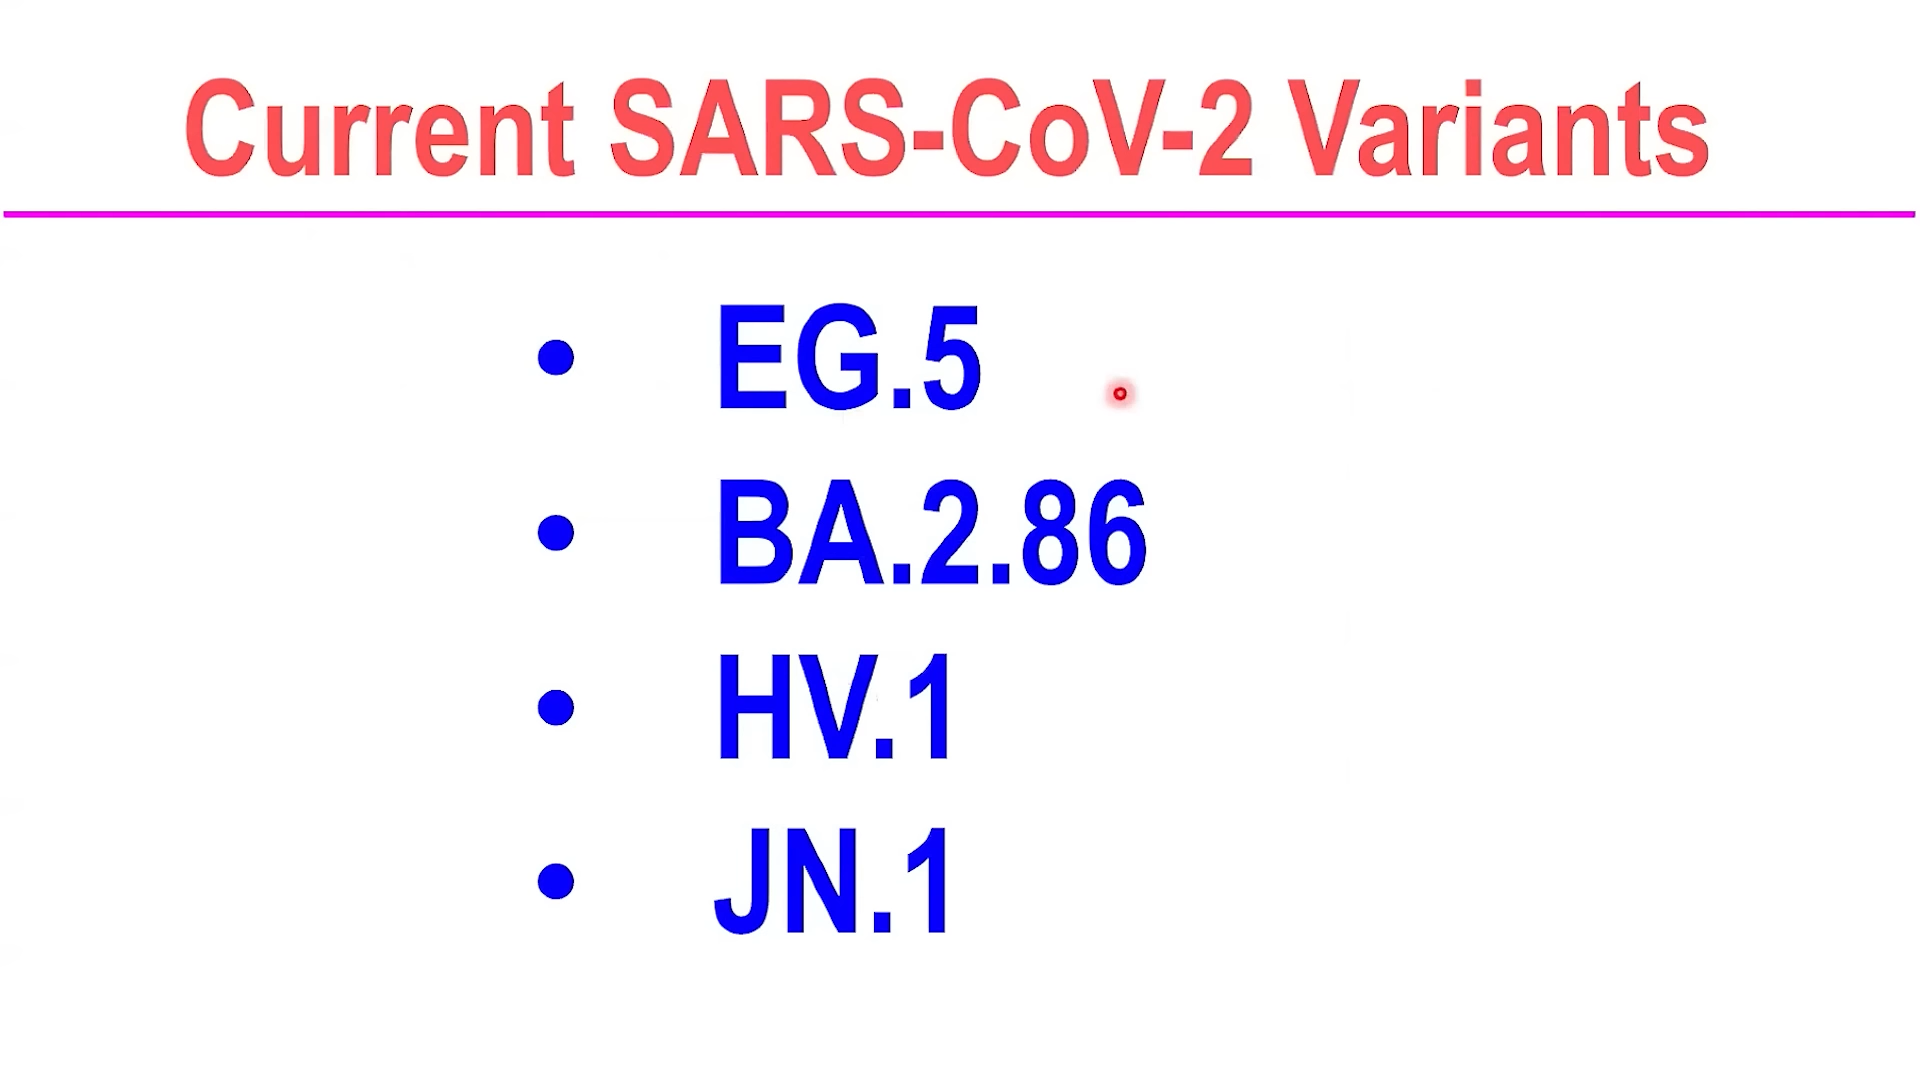 Current SARS-CoV-2 Variants
• EG.5
• BA.2.86
• HV.1
• JN.1